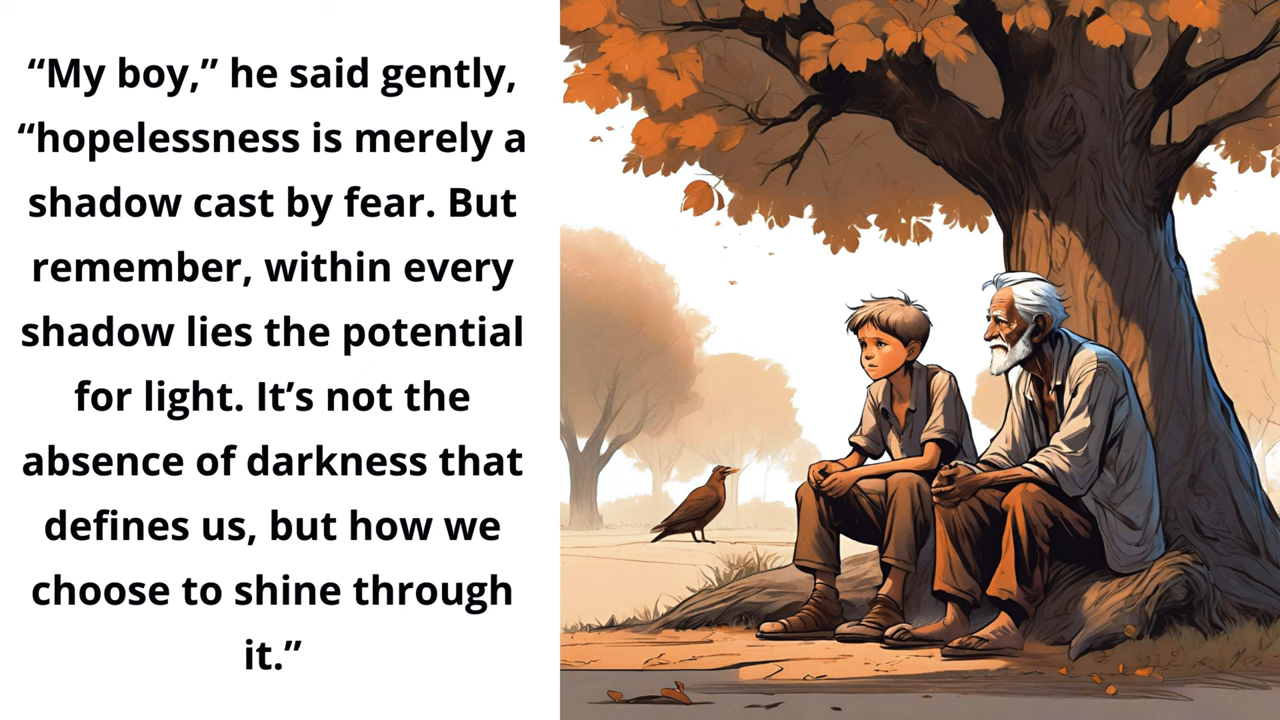 “My boy,” he said gently,
“hopelessness is merely a
shadow cast by fear. But
remember, within every
shadow lies the potential
for light. It’s not the
absence of darkness that
defines us, but how we
choose to shine through
it.”